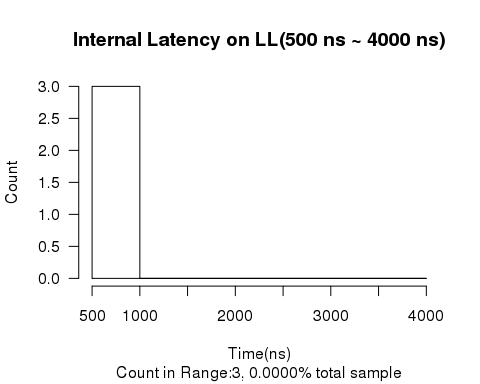 Internal Latency on LL(500 ns ~ 4000 ns)
3.0
2.5
2.0
1.5
1.0
0.5
0.0
Count
500 1000 2000 3000 4000
Time(ns)
Count in Range:3, 0.0000% total sample